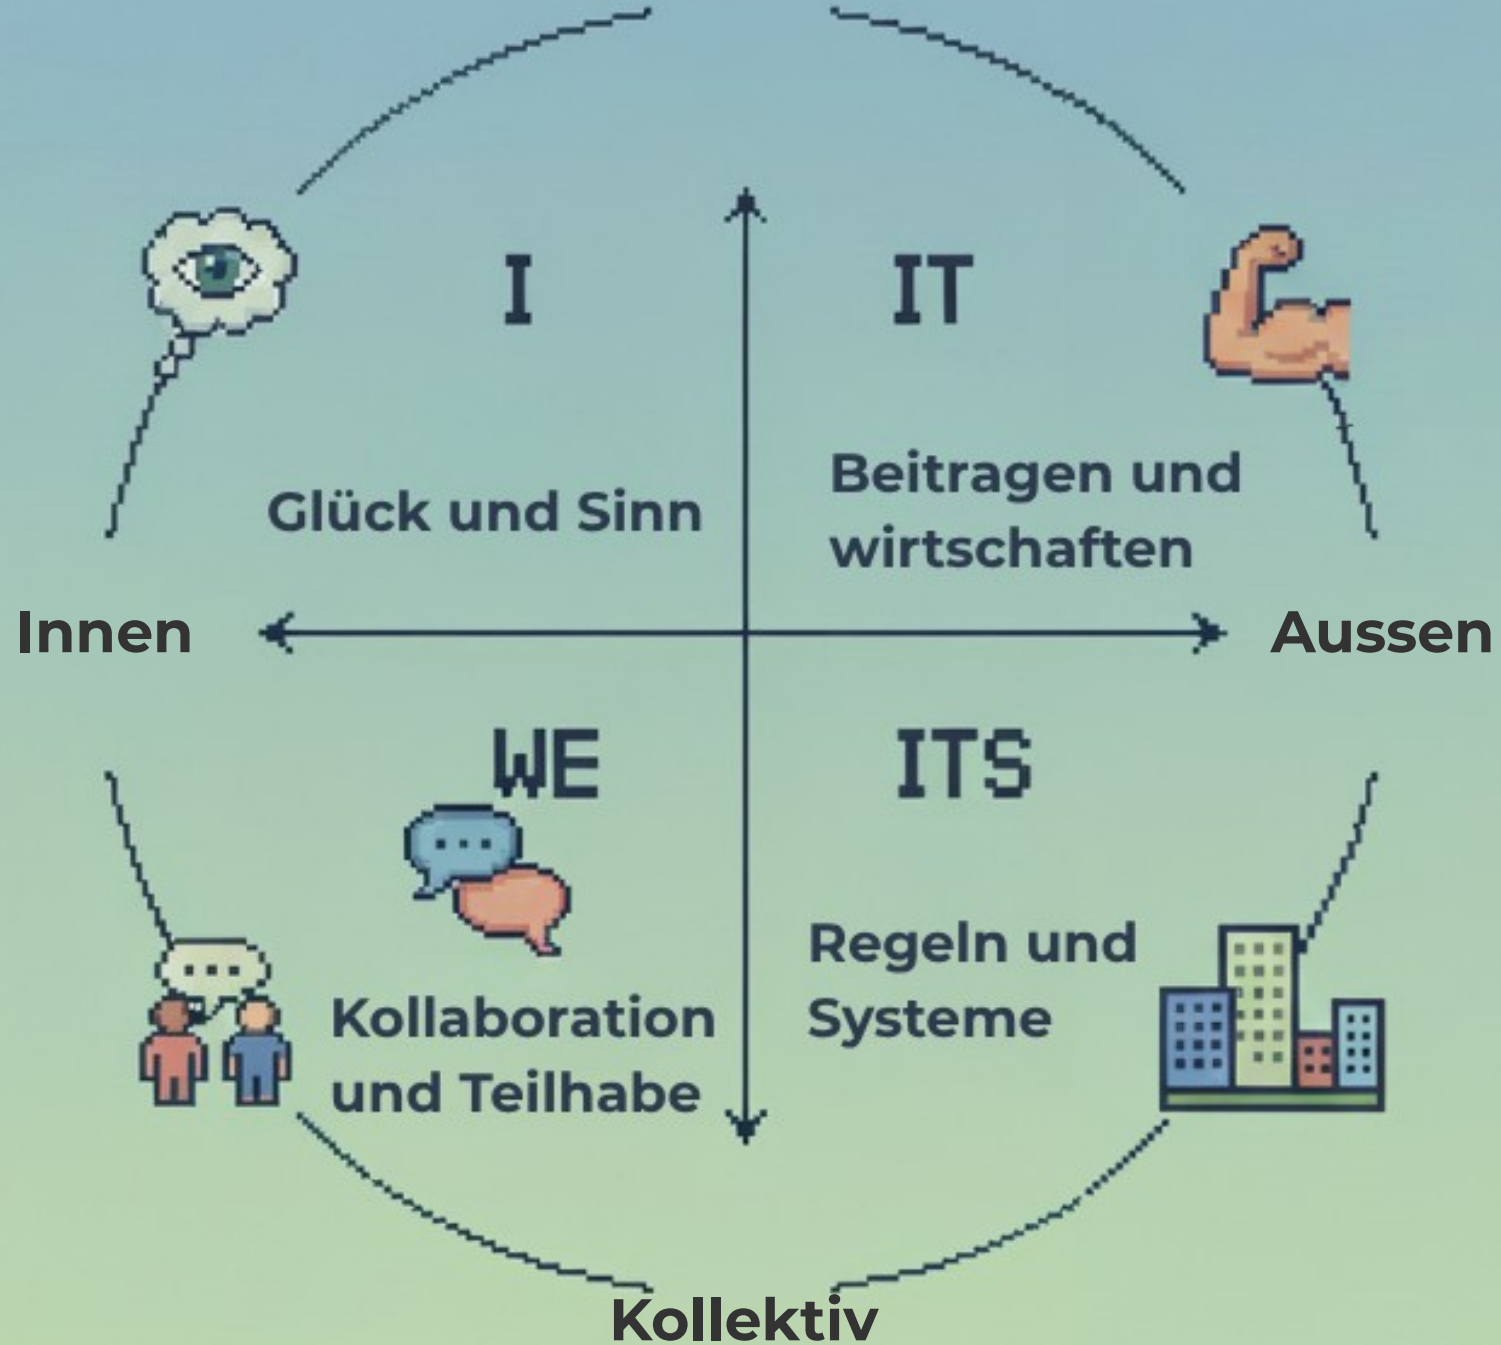 I
IT
Glück und Sinn
Beitragen und
wirtschaften
Innen
Aussen
WE
ITS
Kollaboration
und Teilhabe
Regeln und
Systeme
Kollektiv